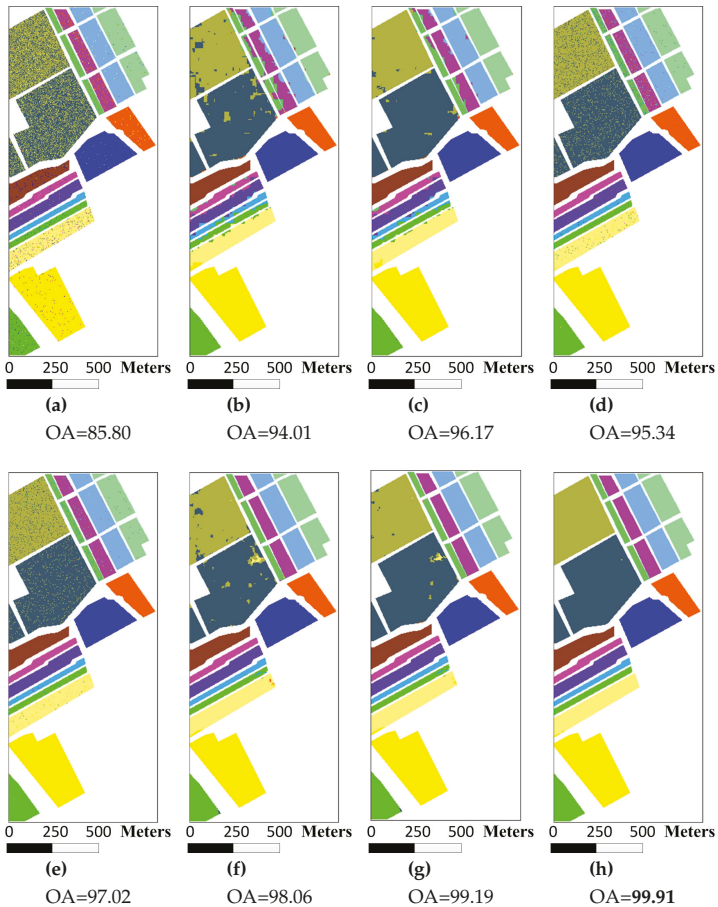 0 250 500 Meters 0 250 500 Meters 0 250 500 Meters 0 250 500 Meters
(a) (b) (c) (d)
OA=85.80 OA=94.01 OA=96.17 OA=95.34
0 250 500 Meters 0 250 500 Meters 0 250 500 Meters 0 250 500 Meters
(e) (f) (g) (h)
OA=97.02 OA=98.06 OA=99.19 OA=99.91